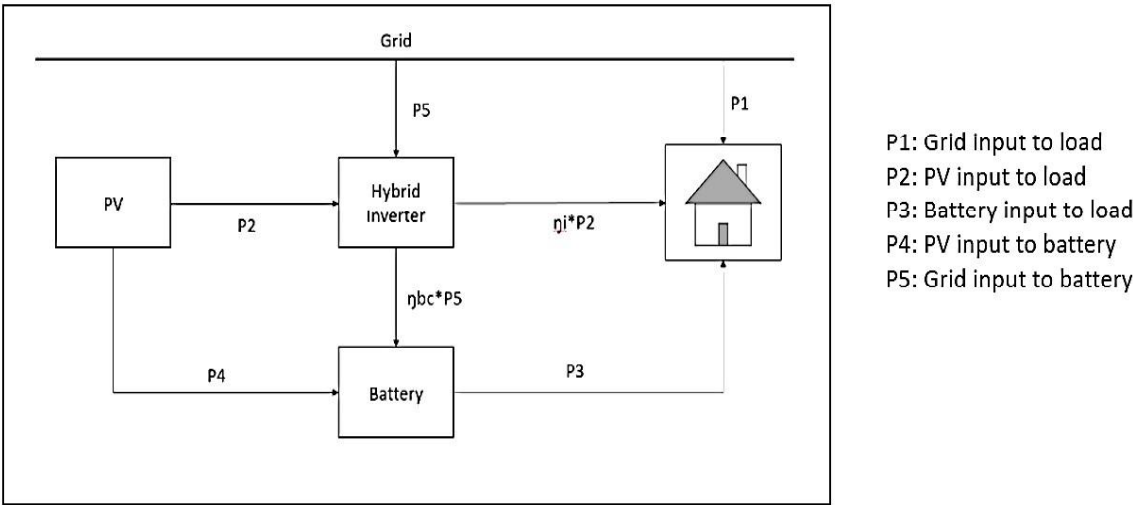 Grid
P5
P1
PV
P2
Hybrid
Inverter
ηi*P2
ηbc*P5
P4
Battery
P3
P1: Grid input to load
P2: PV input to load
P3: Battery input to load
P4: PV input to battery
P5: Grid input to battery